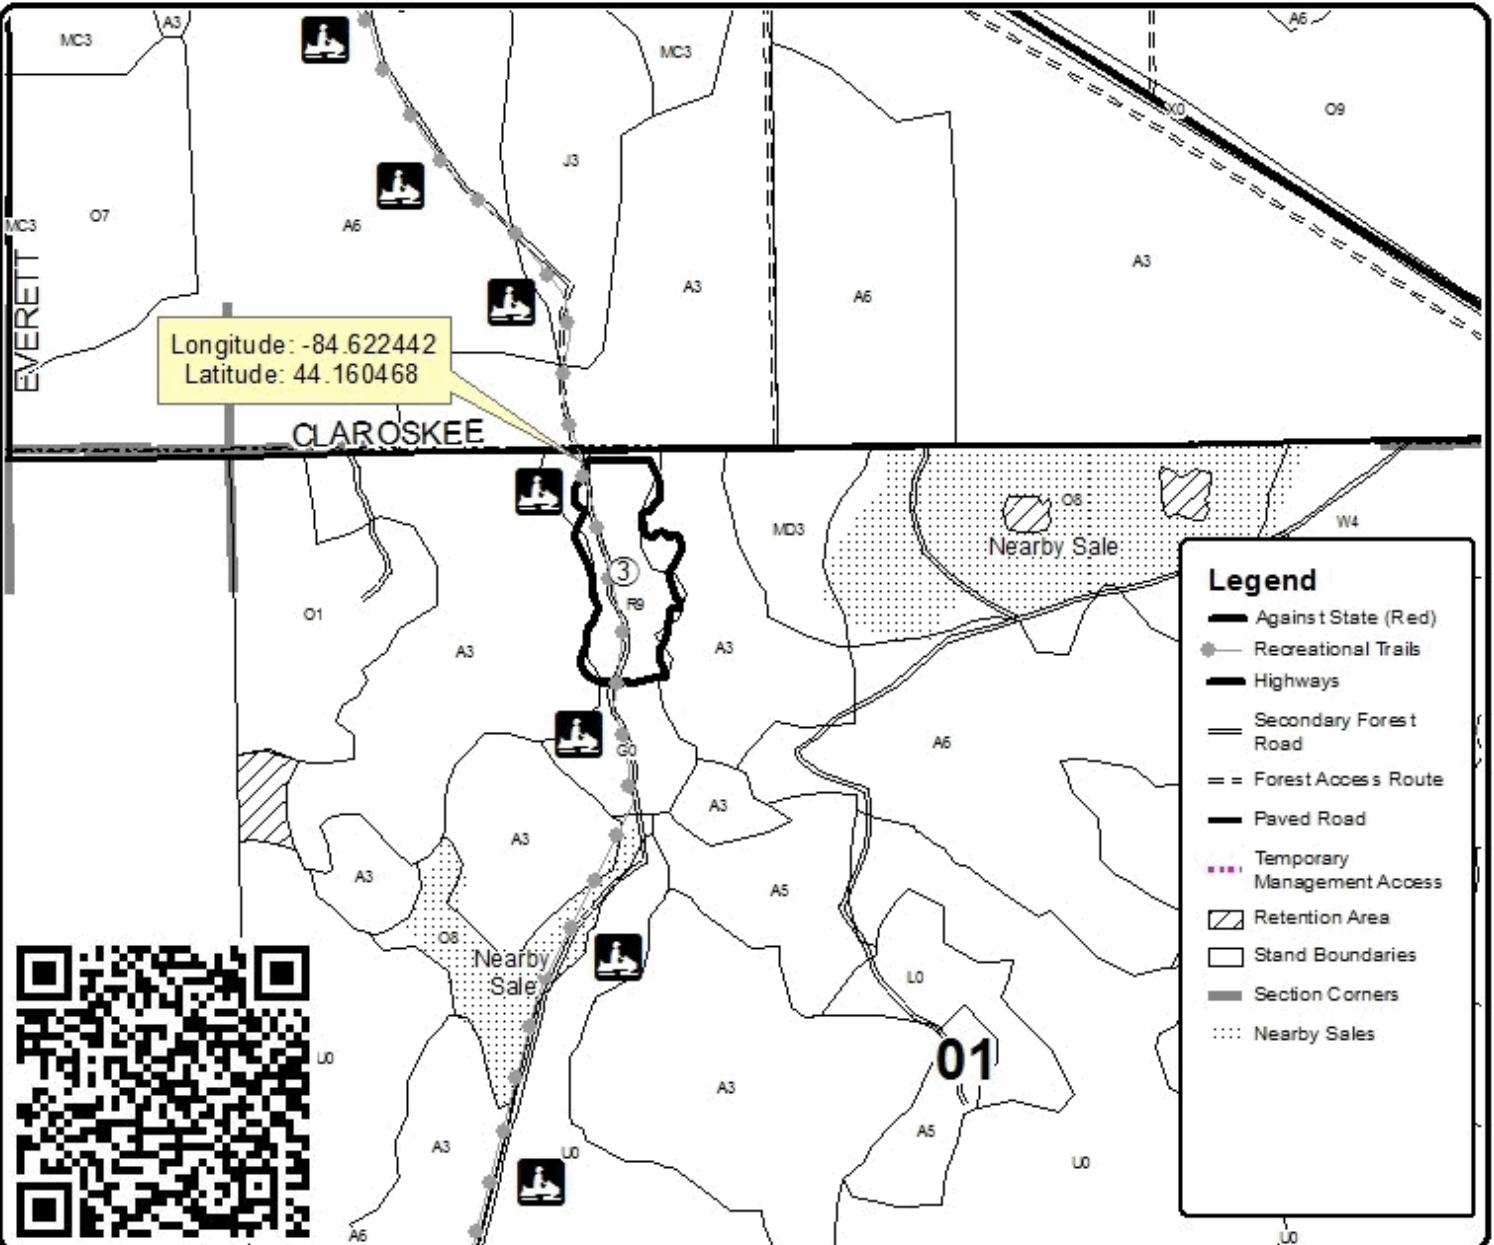 A3
MC3
MC3
A6
X0
O9
J3
MC3
O7
A6
A3
A3
A6
EVERETT
Longitude: -84.622442
Latitude: 44.160468
CLAROSKEE
O8
MD3
W4
Nearby Sale
3
R9
O1
A3
A3
G0
A6
A3
A3
A3
A5
O8
Nearby
Sale
L0
01
U0
A3
A5
A3
U0
U0
A6
U0
Legend
Against State (Red)
Recreational Trails
Highways
Secondary Forest
Road
Forest Access Route
Paved Road
Temporary
Management Access
Retention Area
Stand Boundaries
Section Corners
Nearby Sales